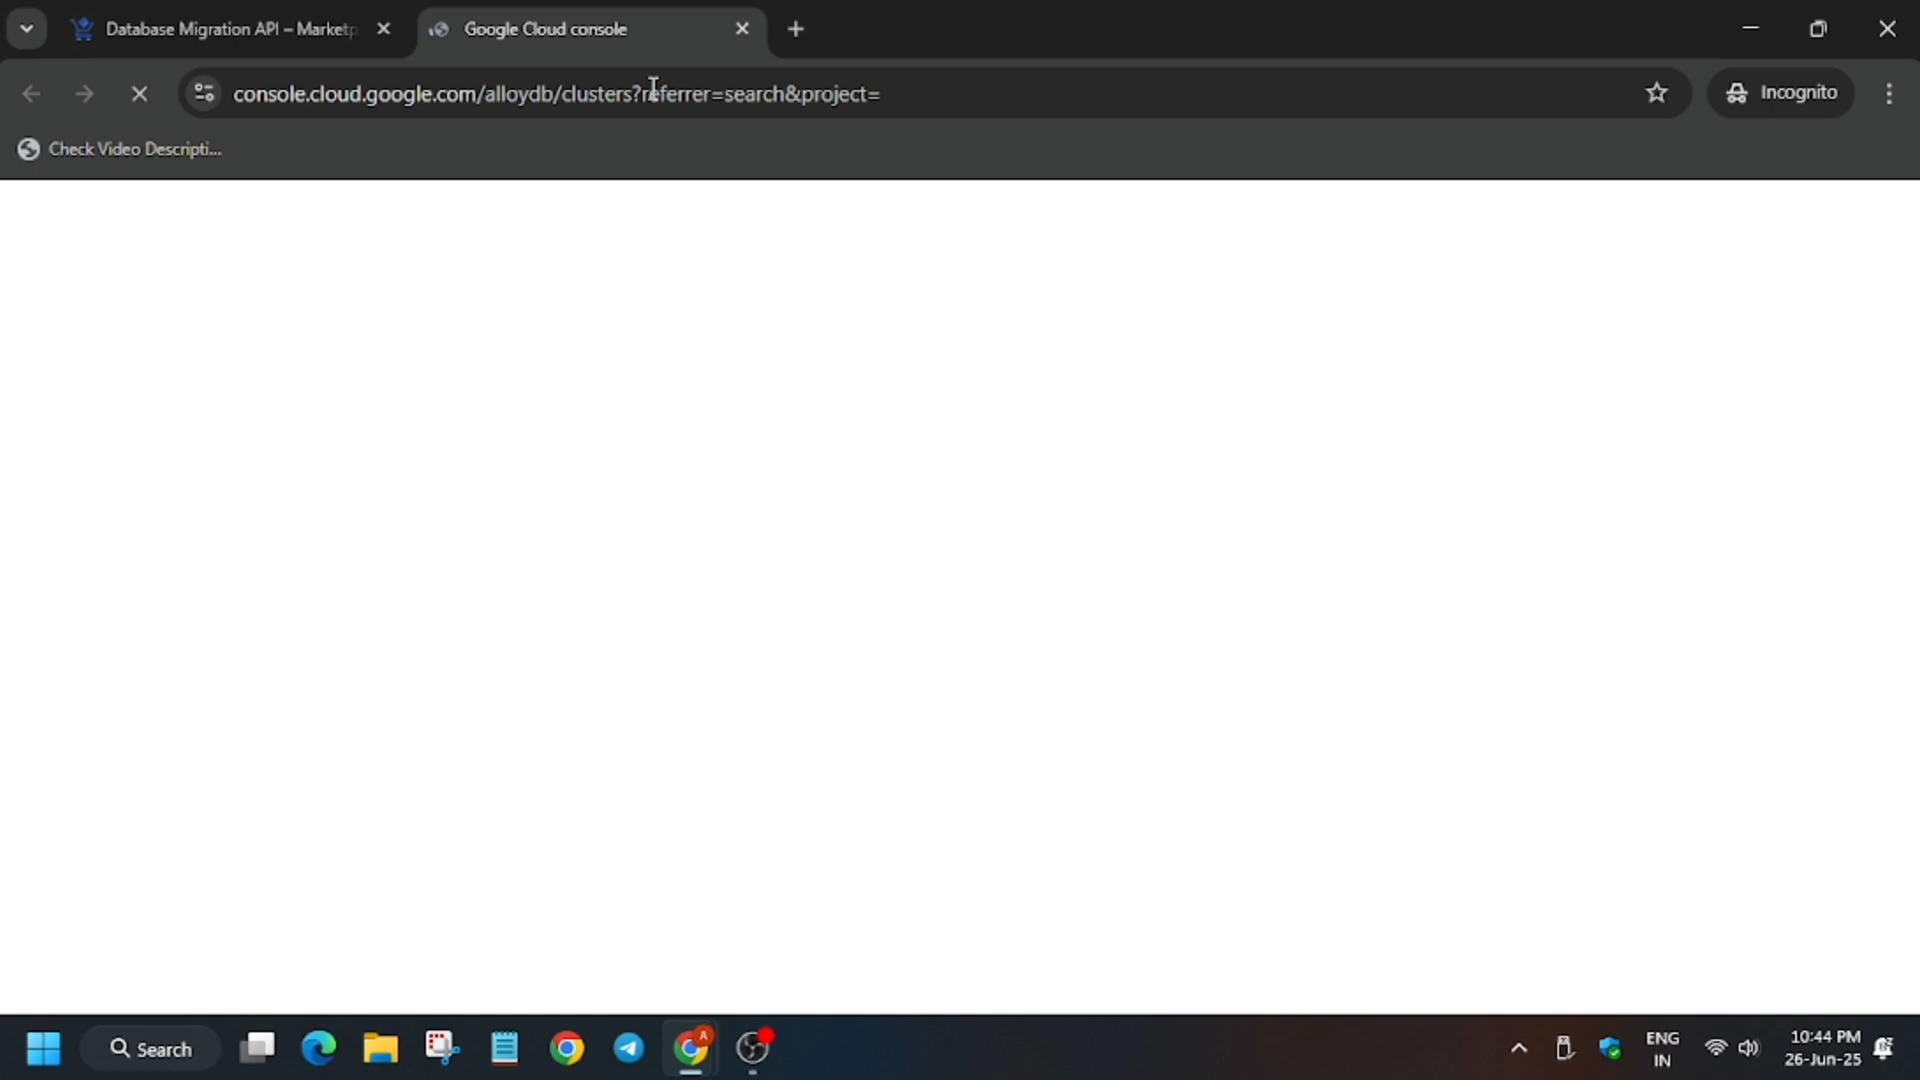 Database Migration API – Marketp
Google Cloud console
console.cloud.google.com/alloydb/clusters?referrer=search&project=
Incognito
Check Video Descripti...
Search
ENG
IN
10:44 PM
26-Jun-25
A